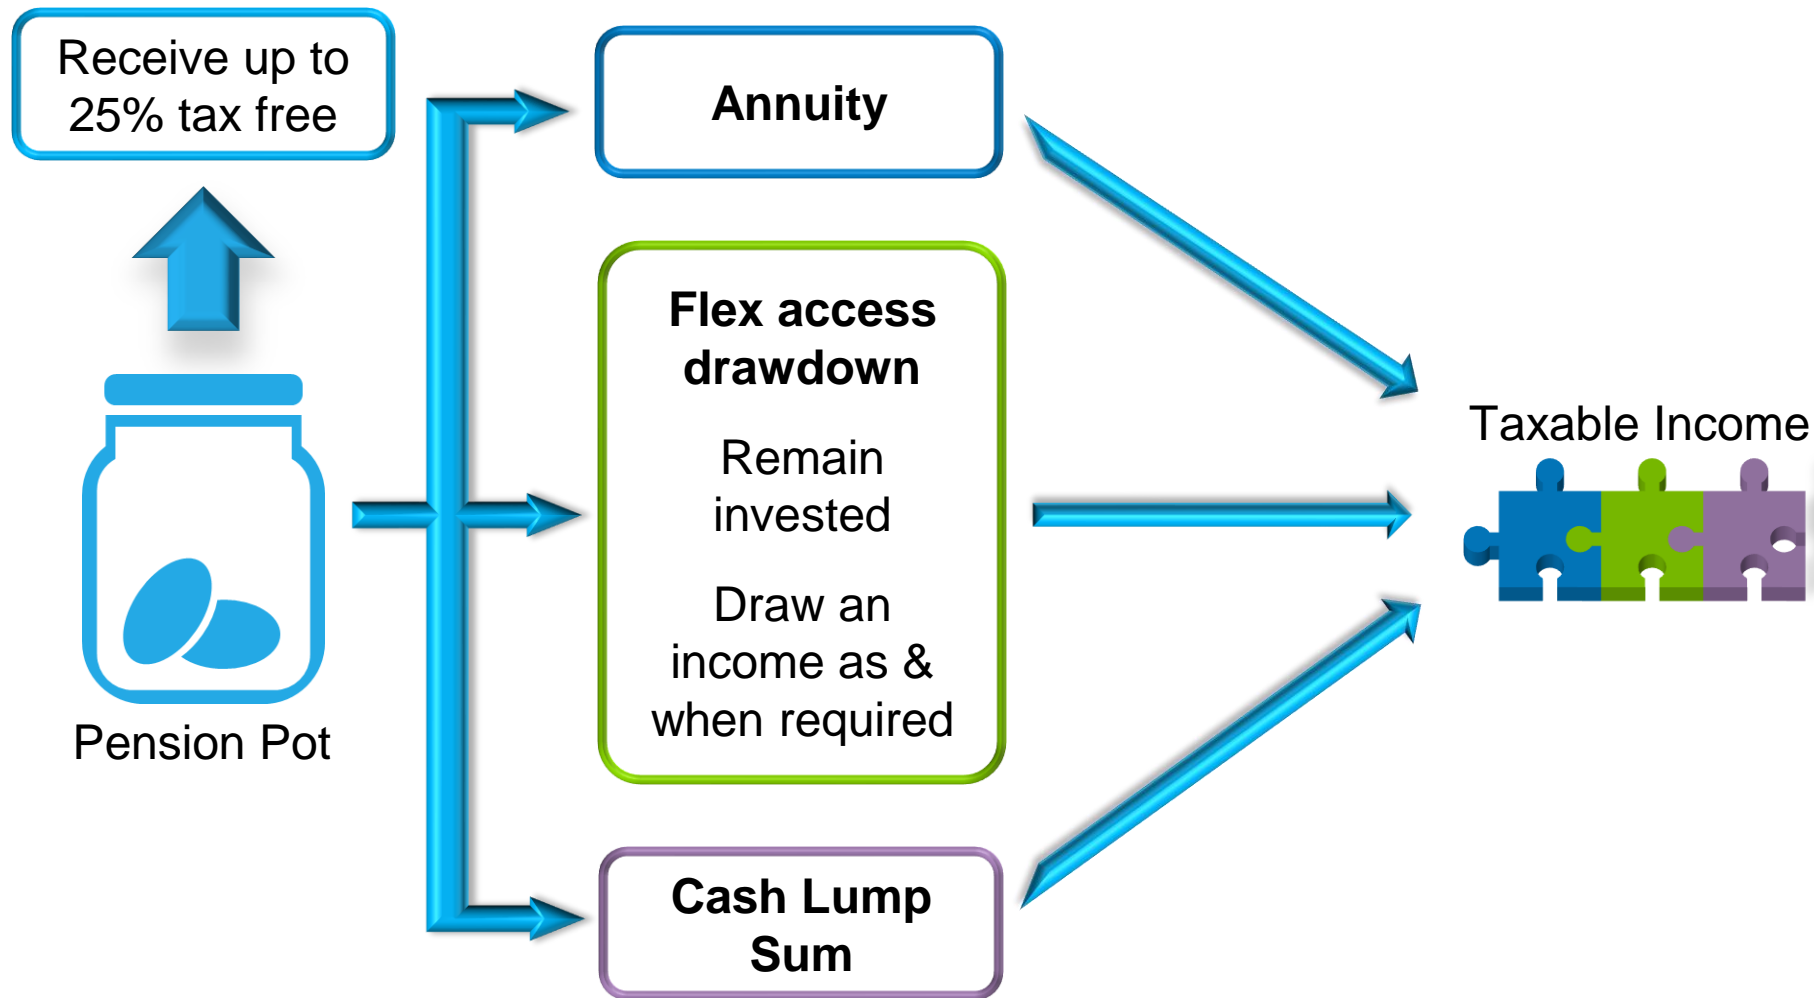 Receive up to
25% tax free
Pension Pot
Annuity
Flex access
drawdown
Remain
invested
Draw an
income as &
when required
Cash Lump
Sum
Taxable Income